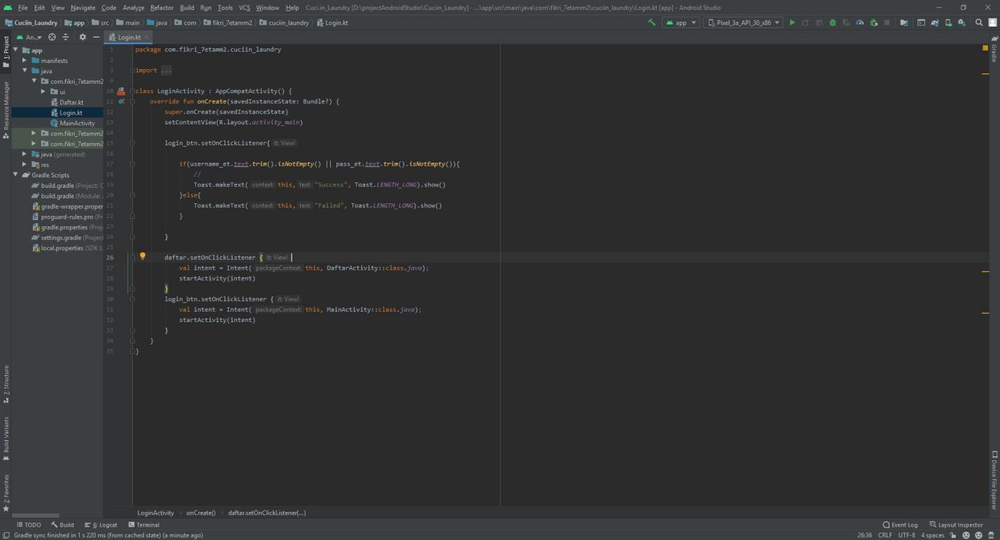 File Edit View Navigate Code Analyze Refactor Build Run Tools VCS Window Help Cuci.in_Laundry [D:\projectAndroidStudio\Cuciin_Laundry] - ...\app\src\main\java\com\fikri_7etamm2\cuciin_laundry\Login.kt [app] - Android Studio
Cuciin_Laundry app src main java com fikri_7etamm2 cuciin_laundry Login.kt app Pixel_3a_API_30_x86
An... Login.kt
1: Project
Resource Manager
Z: Structure
Build Variants
2: Favorites
app
manifests
java
com.fikri_7etamm2
ui
Daftar.kt
Login.kt
MainActivity
com.fikri_7etamm2
com.fikri_7etamm2
java (generated)
res
Gradle Scripts
build.gradle (Project: C
build.gradle (Module:
gradle-wrapper.proper
proguard-rules.pro (Pr
gradle.properties (Proj
settings.gradle (Project
local.properties (SDK L
1 package com.fikri_7etamm2.cuciin_laundry
2
3 import ...
9
10 class LoginActivity : AppCompatActivity() {
11 override fun onCreate(savedInstanceState: Bundle?) {
12 super.onCreate(savedInstanceState)
13 setContentView(R.layout.activity_main)
14
15 login_btn.setOnClickListener{ it: View!
16
17 if(username_et.text.trim().isNotEmpty() || pass_et.text.trim().isNotEmpty()){
18 //
19 Toast.makeText( context: this, text: "Success", Toast.LENGTH_LONG).show()
20 }else{
21 Toast.makeText( context: this, text: "Failed", Toast.LENGTH_LONG).show()
22 }
23
24 }
25
26 daftar.setOnClickListener { it: View!
27 val intent = Intent( packageContext: this, DaftarActivity::class.java);
28 startActivity(intent)
29 }
30 login_btn.setOnClickListener { it: View!
31 val intent = Intent( packageContext: this, MainActivity::class.java);
32 startActivity(intent)
33 }
34 }
35 }
Gradle
Device File Explorer
LoginActivity › onCreate() › daftar.setOnClickListener{...}
TODO Build 6: Logcat Terminal Event Log Layout Inspector
Gradle sync finished in 1 s 220 ms (from cached state) (a minute ago) 26:36 CRLF UTF-8 4 spaces